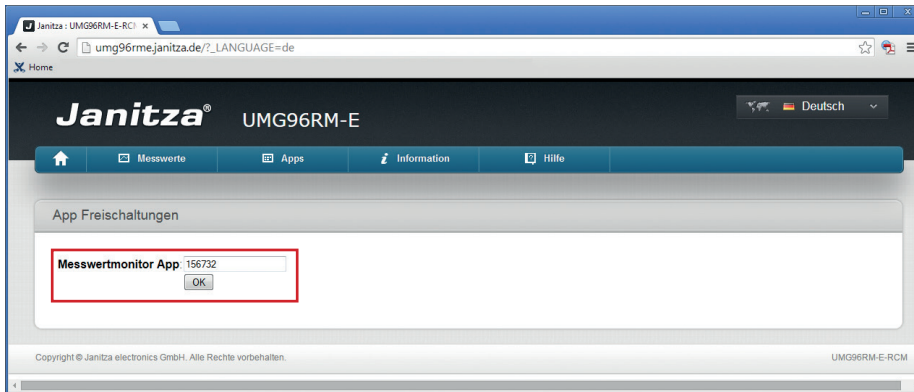 Janitza : UMG96RM-E-RCM
umg96rme.janitza.de/?_LANGUAGE=de
Home
Janitza® UMG96RM-E
Deutsch
Messwerte Apps Information Hilfe
App Freischaltungen
Messwertmonitor App: 156732
OK
Copyright © Janitza electronics GmbH. Alle Rechte vorbehalten. UMG96RM-E-RCM